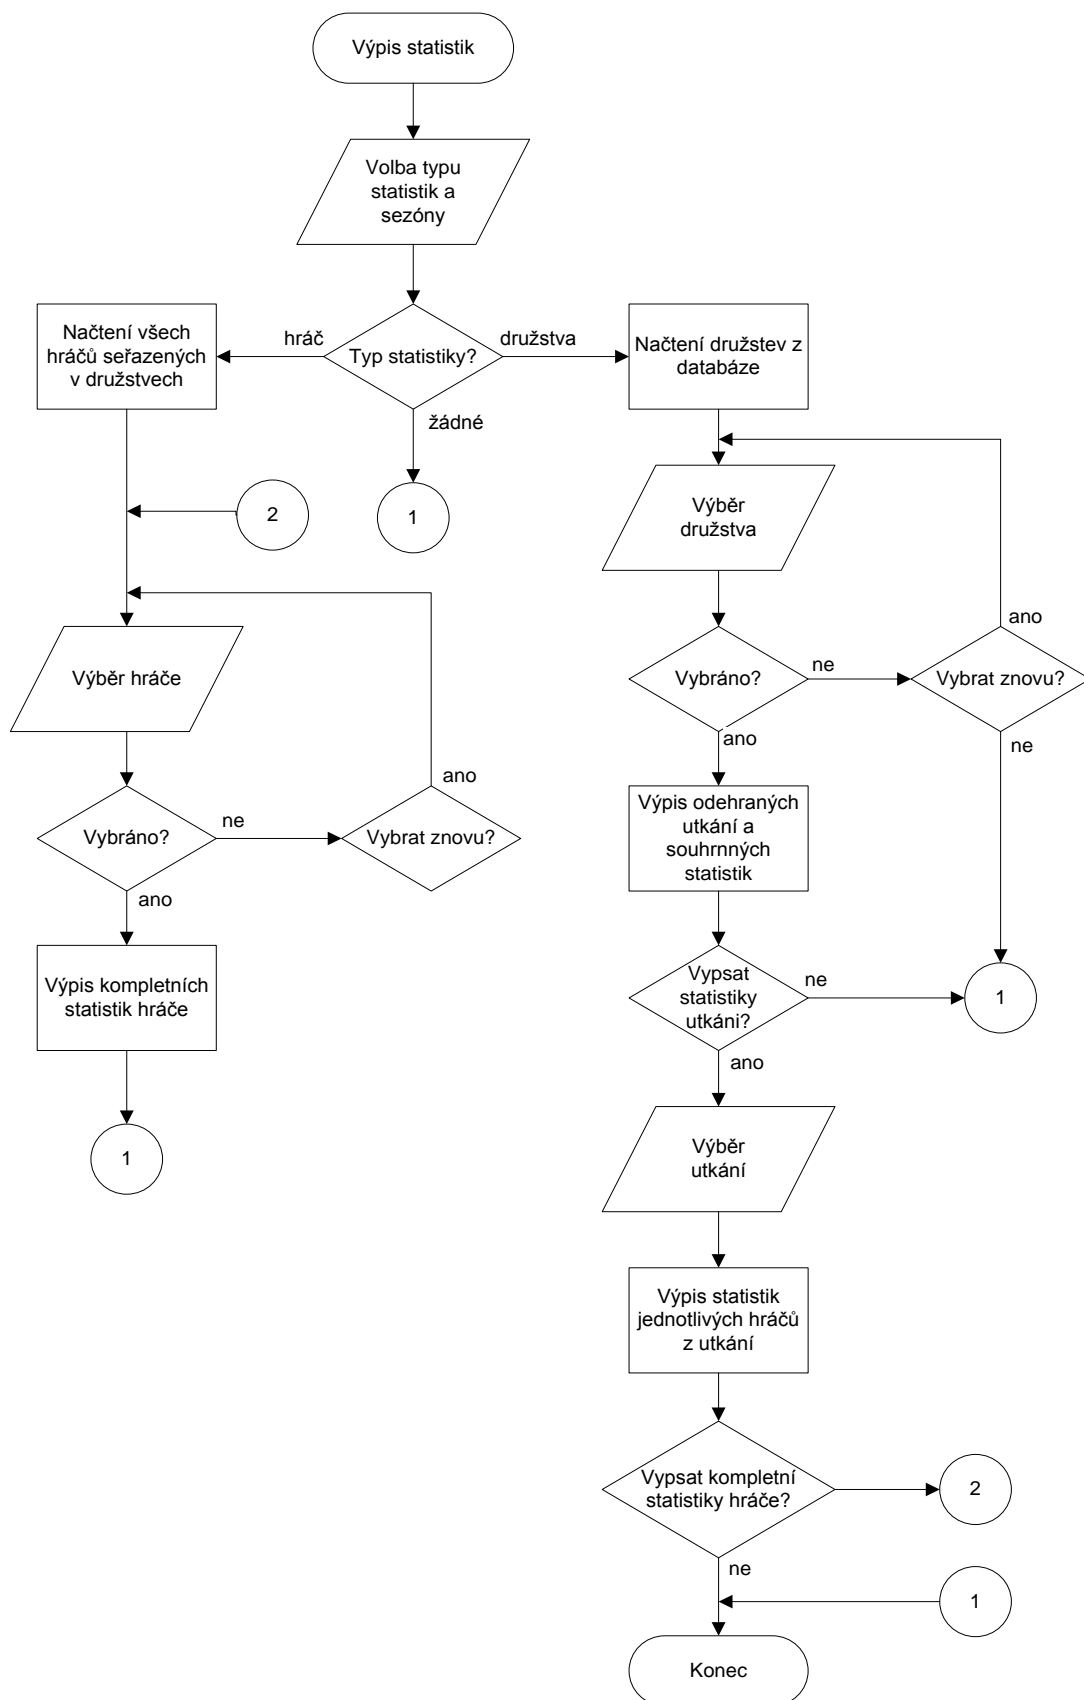 Výpis statistik
Volba typu
statistik a
sezóny
Načtení všech
hráčů seřazených
v družstvech
hráč
Typ statistiky?
družstva
Načtení družstev z
databáze
žádné
2
1
Výběr
družstva
Výběr hráče
Vybráno?
ne
ano
Vybrat znovu?
ano
ne
Vybráno?
ne
ano
Vybrat znovu?
ano
Výpis odehraných
utkání a
souhrnných
statistik
Výpis kompletních
statistik hráče
Vypsat
statistiky
utkáni?
ne
1
ano
1
Výběr
utkání
Výpis statistik
jednotlivých hráčů
z utkání
Vypsat kompletní
statistiky hráče?
2
ne
1
Konec